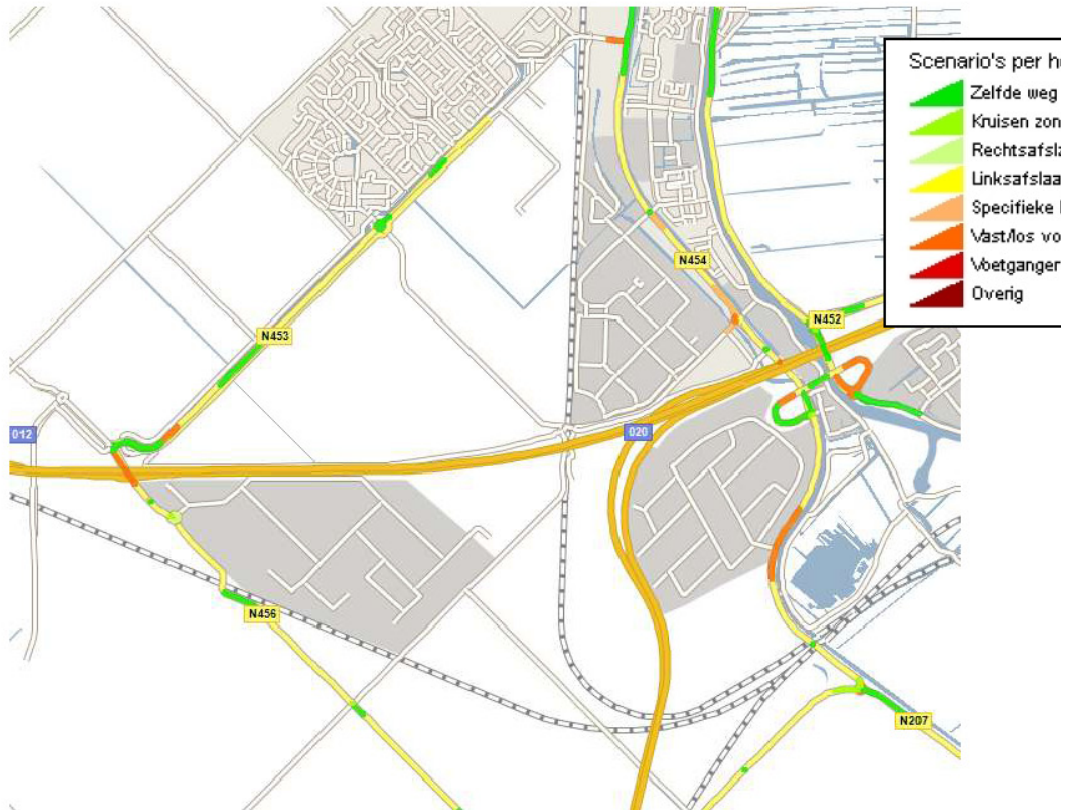 Scenario's per h
Zelfde weg
Kruisen zon
Rechtsafsl
Linksafslaa
Specifieke
Vast/los vo
Voetganger
Overig
N454
N452
N453
012
020
N456
N207